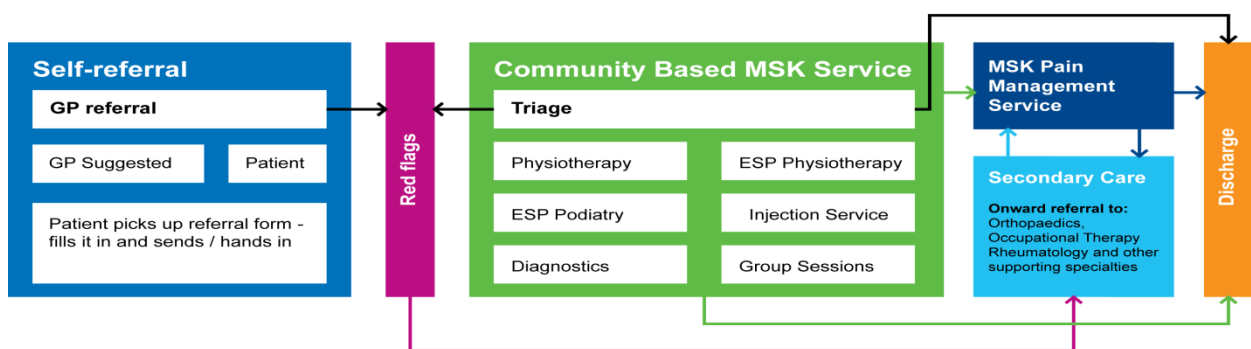 Self-referral
GP referral
GP Suggested
Patient
Patient picks up referral form -
fills it in and sends / hands in
Red flags
Community Based MSK Service
Triage
Physiotherapy
ESP Physiotherapy
ESP Podiatry
Injection Service
Diagnostics
Group Sessions
MSK Pain
Management
Service
Secondary Care
Onward referral to:
Orthopaedics,
Occupational Therapy
Rheumatology and other
supporting specialties
Discharge